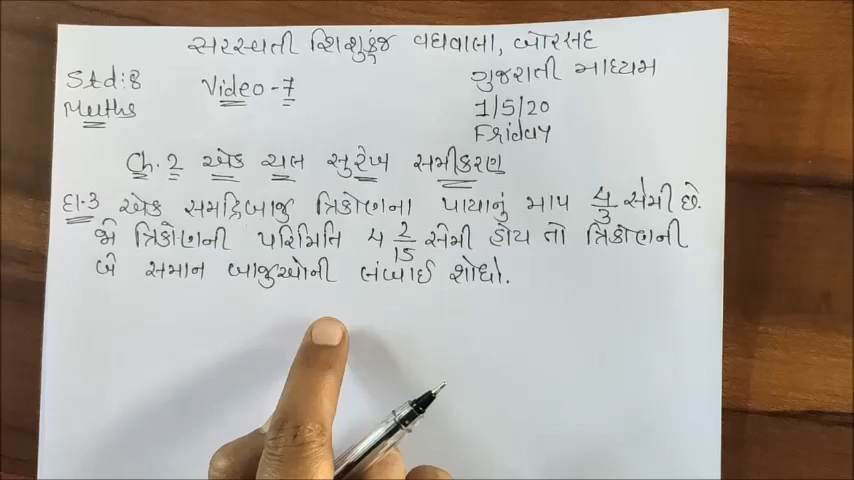 સરસ્વતી શિશુકુંજ વઘવાલા, બોરસદ
Std:8 Video-7 ગુજરાતી માધ્યમ
Maths 1/5/20
Friday
Ch.2 એક ચલ સુરેખ સમીકરણ
દા.3 એક સમદ્વિબાજુ ત્રિકોણના પાયાનું માપ 4/3 સેમી છે.
જો ત્રિકોણની પરિમિતિ 4 2/15 સેમી હોય તો ત્રિકોણની
બે સમાન બાજુઓની લંબાઈ શોધો.